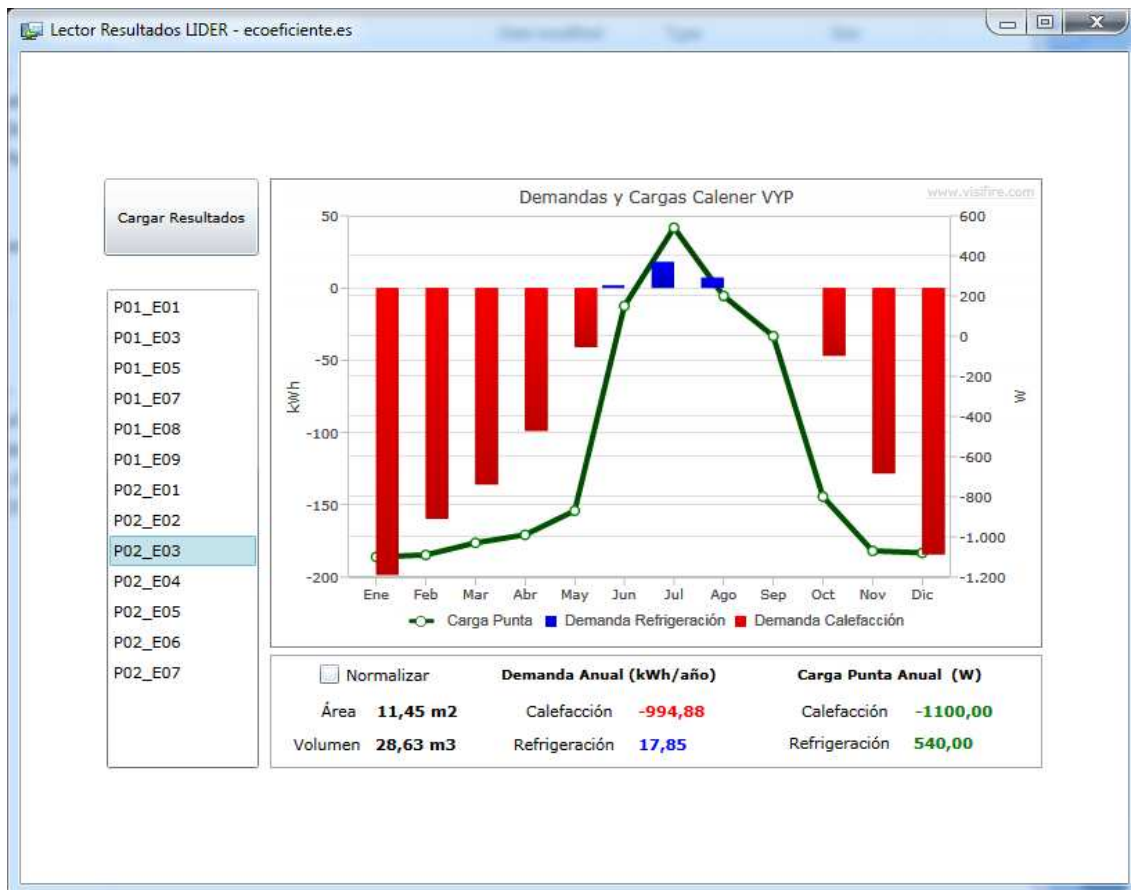 Lector Resultados LIDER - ecoeficiente.es
Cargar Resultados
P01_E01
P01_E03
P01_E05
P01_E07
P01_E08
P01_E09
P02_E01
P02_E02
P02_E03
P02_E04
P02_E05
P02_E06
P02_E07
Demandas y Cargas Calener VYP
www.visifire.com
kWh
50
0
-50
-100
-150
-200
600
400
200
0
-200
-400
-600
-800
-1.000
-1.200
W
Ene Feb Mar Abr May Jun Jul Ago Sep Oct Nov Dic
Carga Punta Demanda Refrigeración Demanda Calefacción
Normalizar Demanda Anual (kWh/año) Carga Punta Anual (W)
Área 11,45 m2 Calefacción -994,88 Calefacción -1100,00
Volumen 28,63 m3 Refrigeración 17,85 Refrigeración 540,00